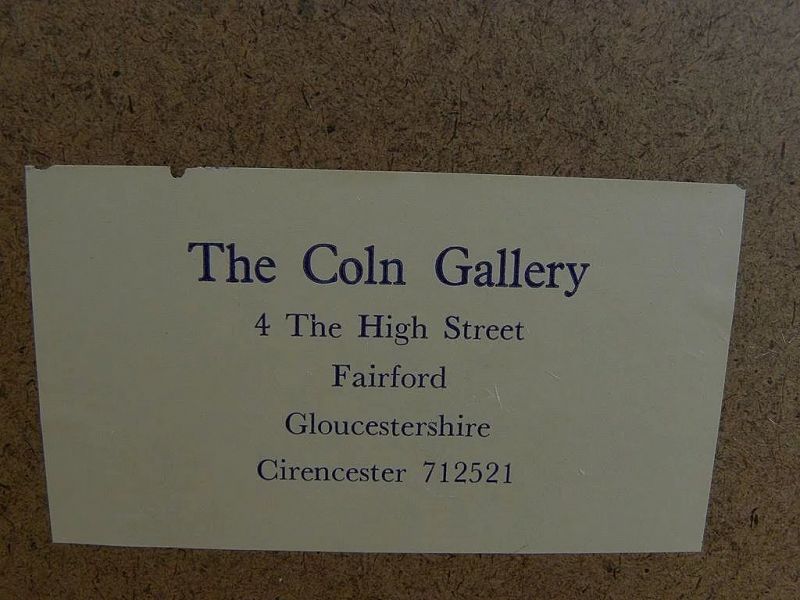 The Coln Gallery
4 The High Street
Fairford
Gloucestershire
Cirencester 712521